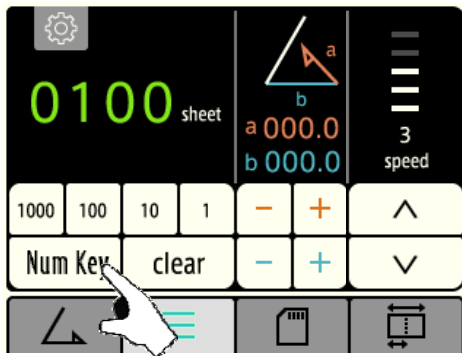 a
b
0100 sheet
a 000.0
b 000.0
3
speed
1000 100 10 1 - +
Num Key clear - +